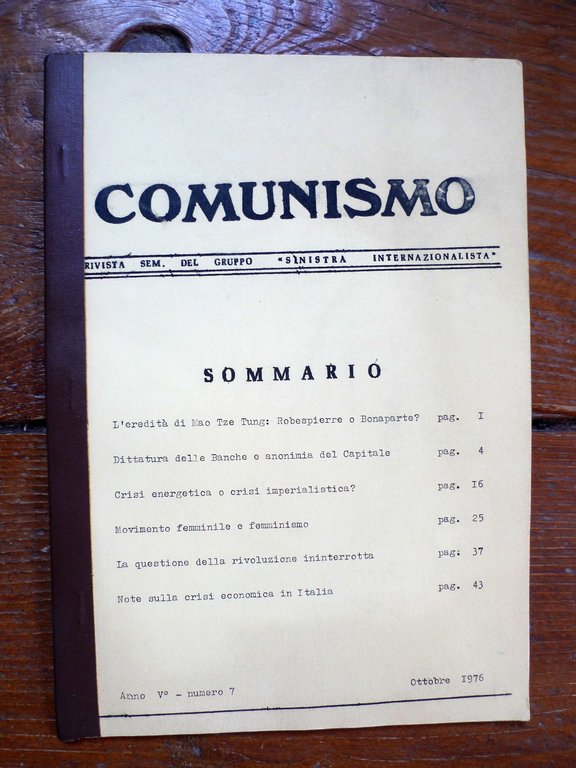 COMUNISMO
RIVISTA SEM. DEL GRUPPO "SINISTRA INTERNAZIONALISTA"
SOMMARIO
L'eredità di Mao Tze Tung: Robespierre o Bonaparte? pag. I
Dittatura delle Banche e anonimia del Capitale pag. 4
Crisi energetica o crisi imperialistica? pag. I6
Movimento femminile e femminismo pag. 25
La questione della rivoluzione ininterrotta pag. 37
Note sulla crisi economica in Italia pag. 43
Anno V° - numero 7 Ottobre I976